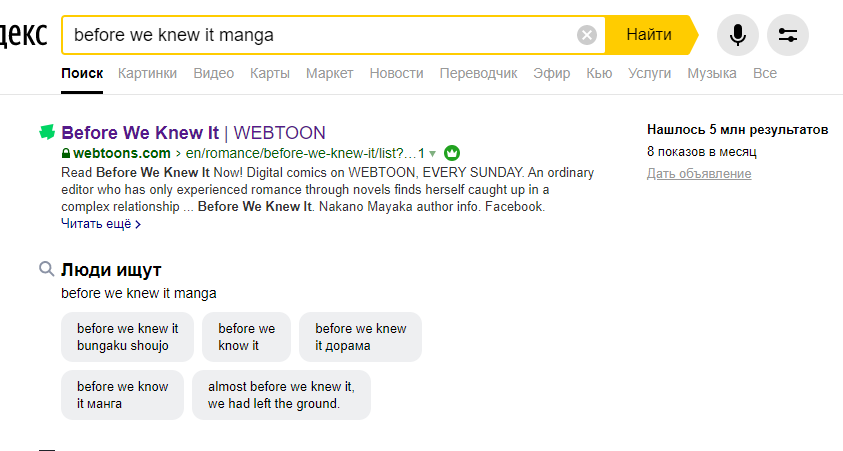 декс
before we knew it manga
Найти
Поиск Картинки Видео Карты Маркет Новости Переводчик Эфир Кью Услуги Музыка Все
Before We Knew It | WEBTOON
webtoons.com › en/romance/before-we-knew-it/list?...1
Read Before We Knew It Now! Digital comics on WEBTOON, EVERY SUNDAY. An ordinary
editor who has only experienced romance through novels finds herself caught up in a
complex relationship ... Before We Knew It. Nakano Mayaka author info. Facebook.
Читать ещё ›
Нашлось 5 млн результатов
8 показов в месяц
Дать объявление
Люди ищут
before we knew it manga
before we knew it
bungaku shoujo
before we
know it
before we knew
it дорама
before we know
it манга
almost before we knew it,
we had left the ground.